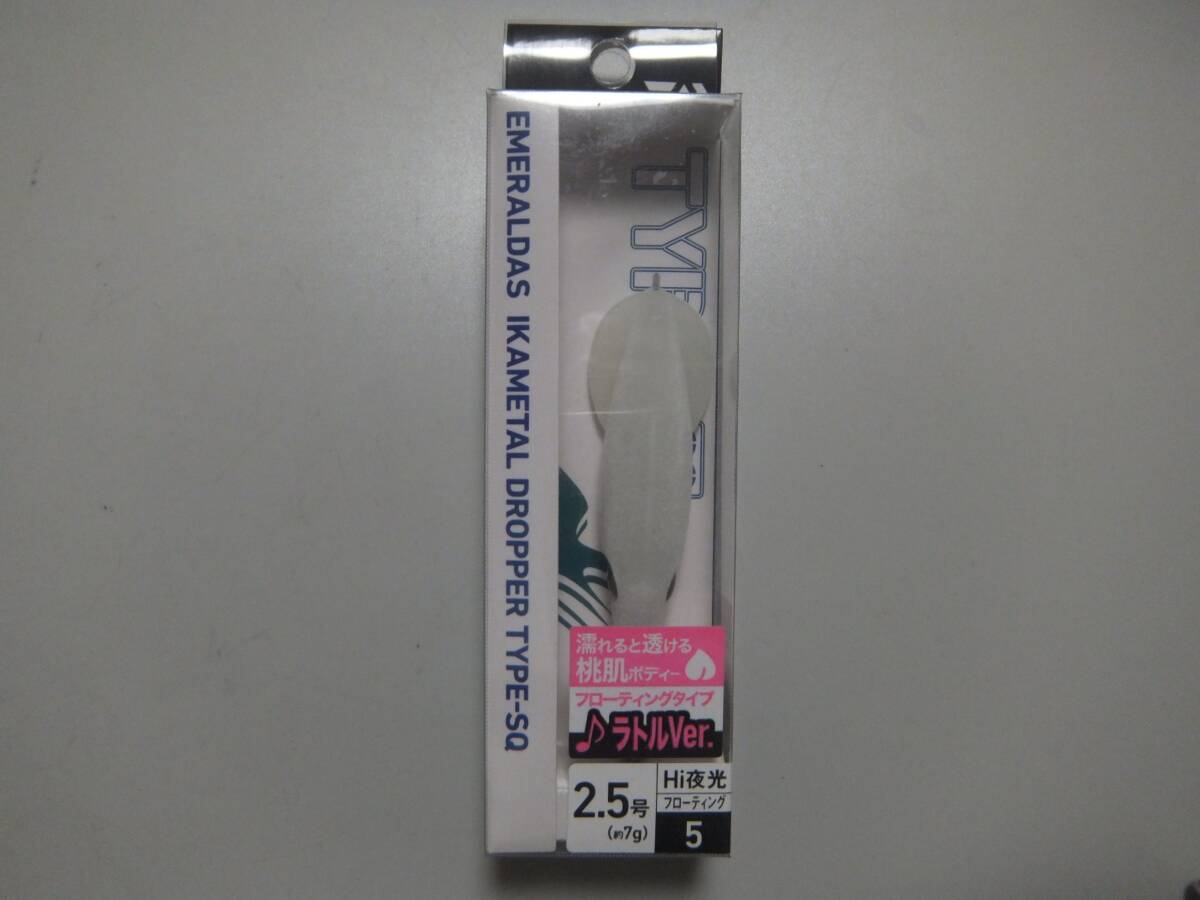 EMERALDAS IKAMETAL DROPPER TYPE-SQ
濡れると透ける
桃肌ボディー
フローティングタイプ
♪ラトルVer.
2.5号
(約7g)
Hi夜光
フローティング
5